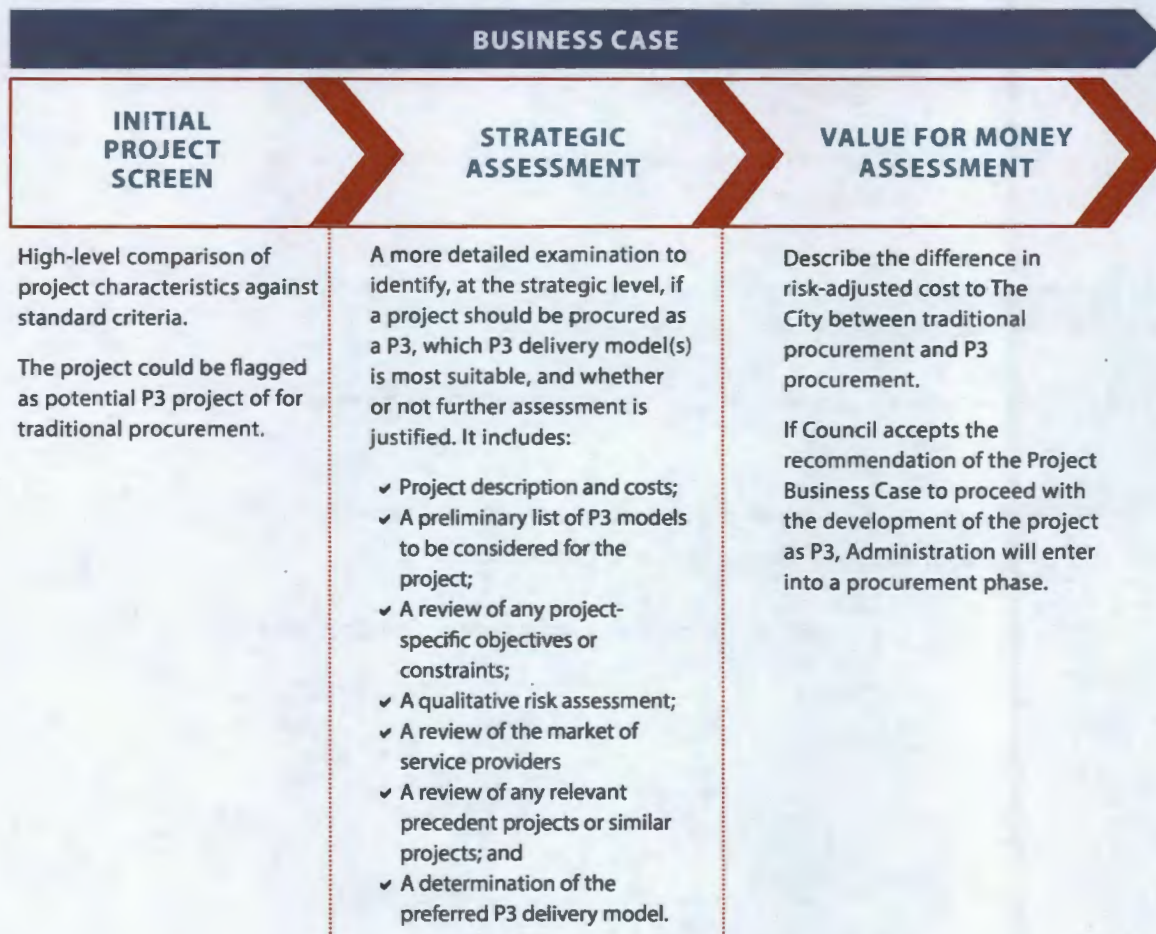 BUSINESS CASE
INITIAL
PROJECT
SCREEN
High-level comparison of
project characteristics against
standard criteria.
The project could be flagged
as potential P3 project of for
traditional procurement.
STRATEGIC
ASSESSMENT
A more detailed examination to
identify, at the strategic level, if
a project should be procured as
a P3, which P3 delivery model(s)
is most suitable, and whether
or not further assessment is
justified. It includes:
✔ Project description and costs;
✔ A preliminary list of P3 models
to be considered for the
project;
✔ A review of any project-
specific objectives or
constraints;
✔ A qualitative risk assessment;
✔ A review of the market of
service providers
✔ A review of any relevant
precedent projects or similar
projects; and
✔ A determination of the
preferred P3 delivery model.
VALUE FOR MONEY
ASSESSMENT
Describe the difference in
risk-adjusted cost to The
City between traditional
procurement and P3
procurement.
If Council accepts the
recommendation of the Project
Business Case to proceed with
the development of the project
as P3, Administration will enter
into a procurement phase.